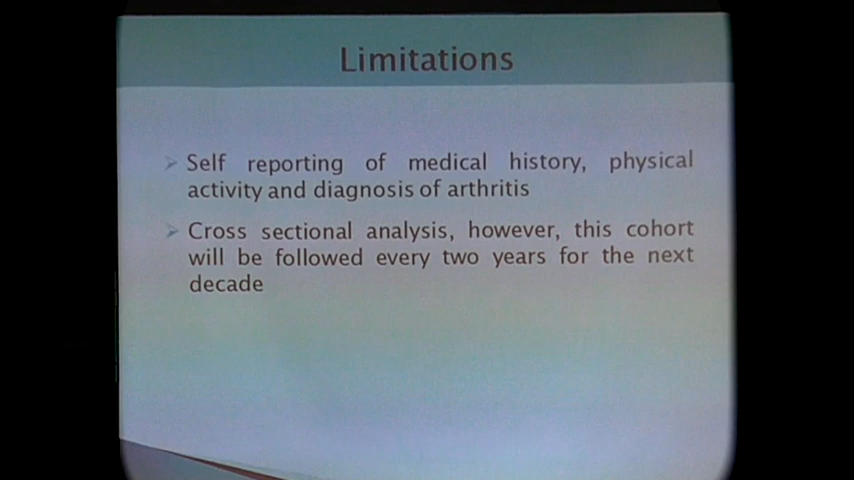 Limitations
Self reporting of medical history, physical
activity and diagnosis of arthritis
Cross sectional analysis, however, this cohort
will be followed every two years for the next
decade